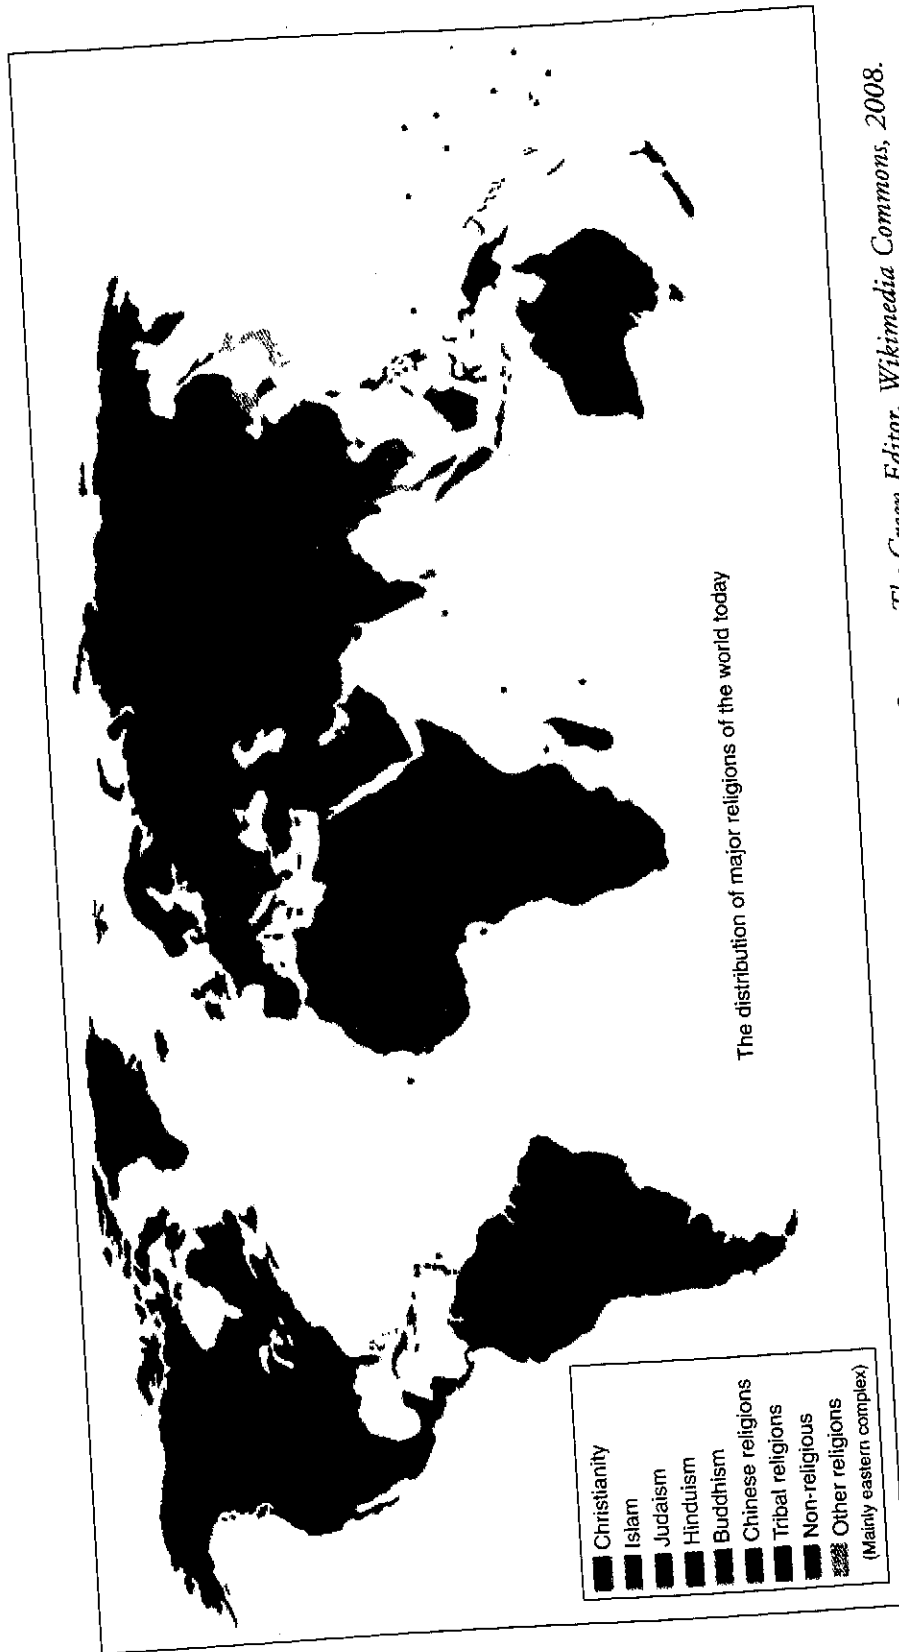 The distribution of major religions of the world today
Christianity
Islam
Judaism
Hinduism
Buddhism
Chinese religions
Tribal religions
Non-religious
Other religions
(Mainly eastern complex)
The Green Editor, Wikimedia Commons, 2008.